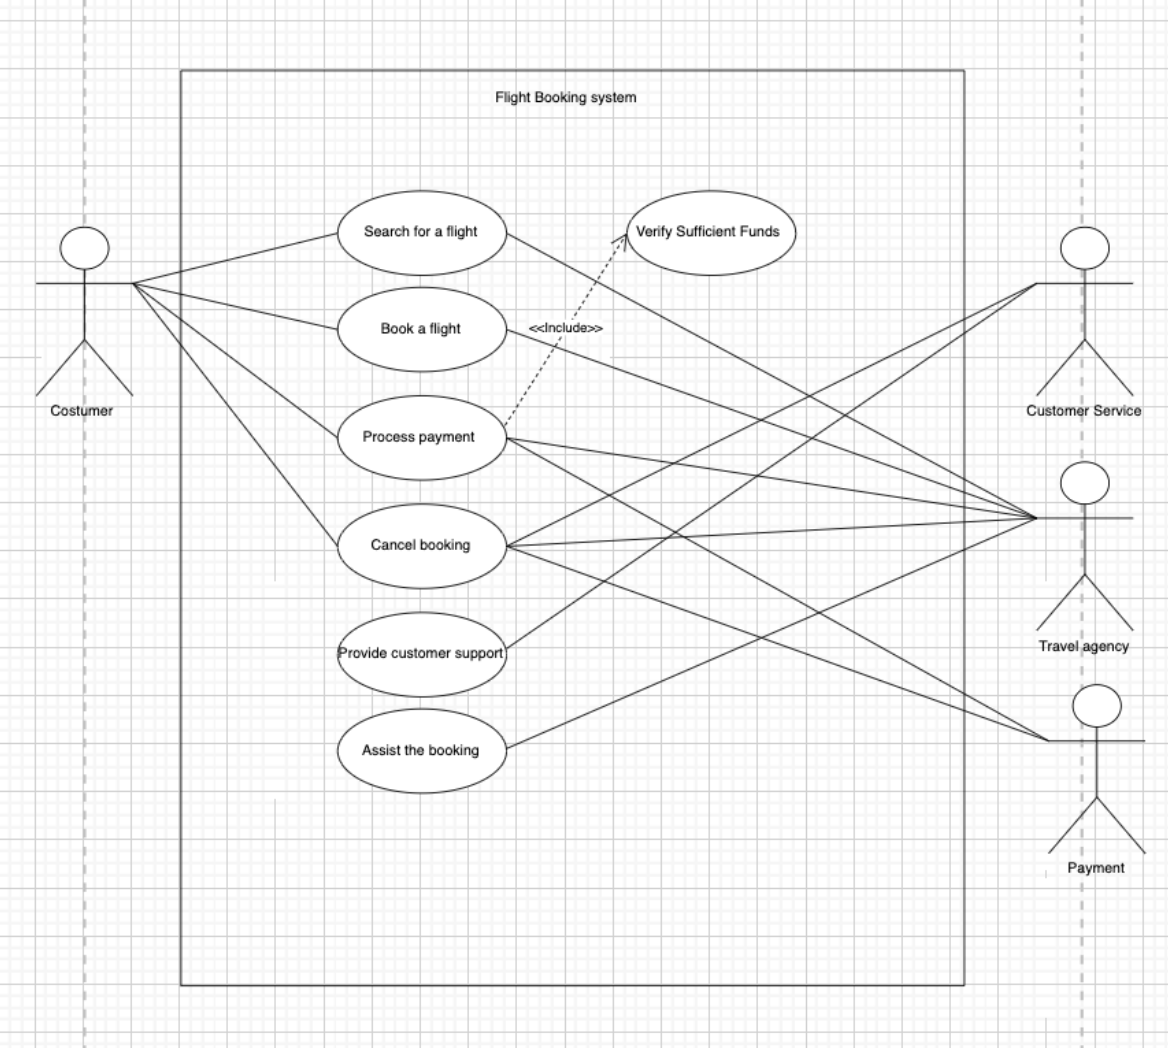 Flight Booking system
Search for a flight
Verify Sufficient Funds
Book a flight
<<Include>>
Costumer
Customer Service
Process payment
Cancel booking
Provide customer support
Travel agency
Assist the booking
Payment